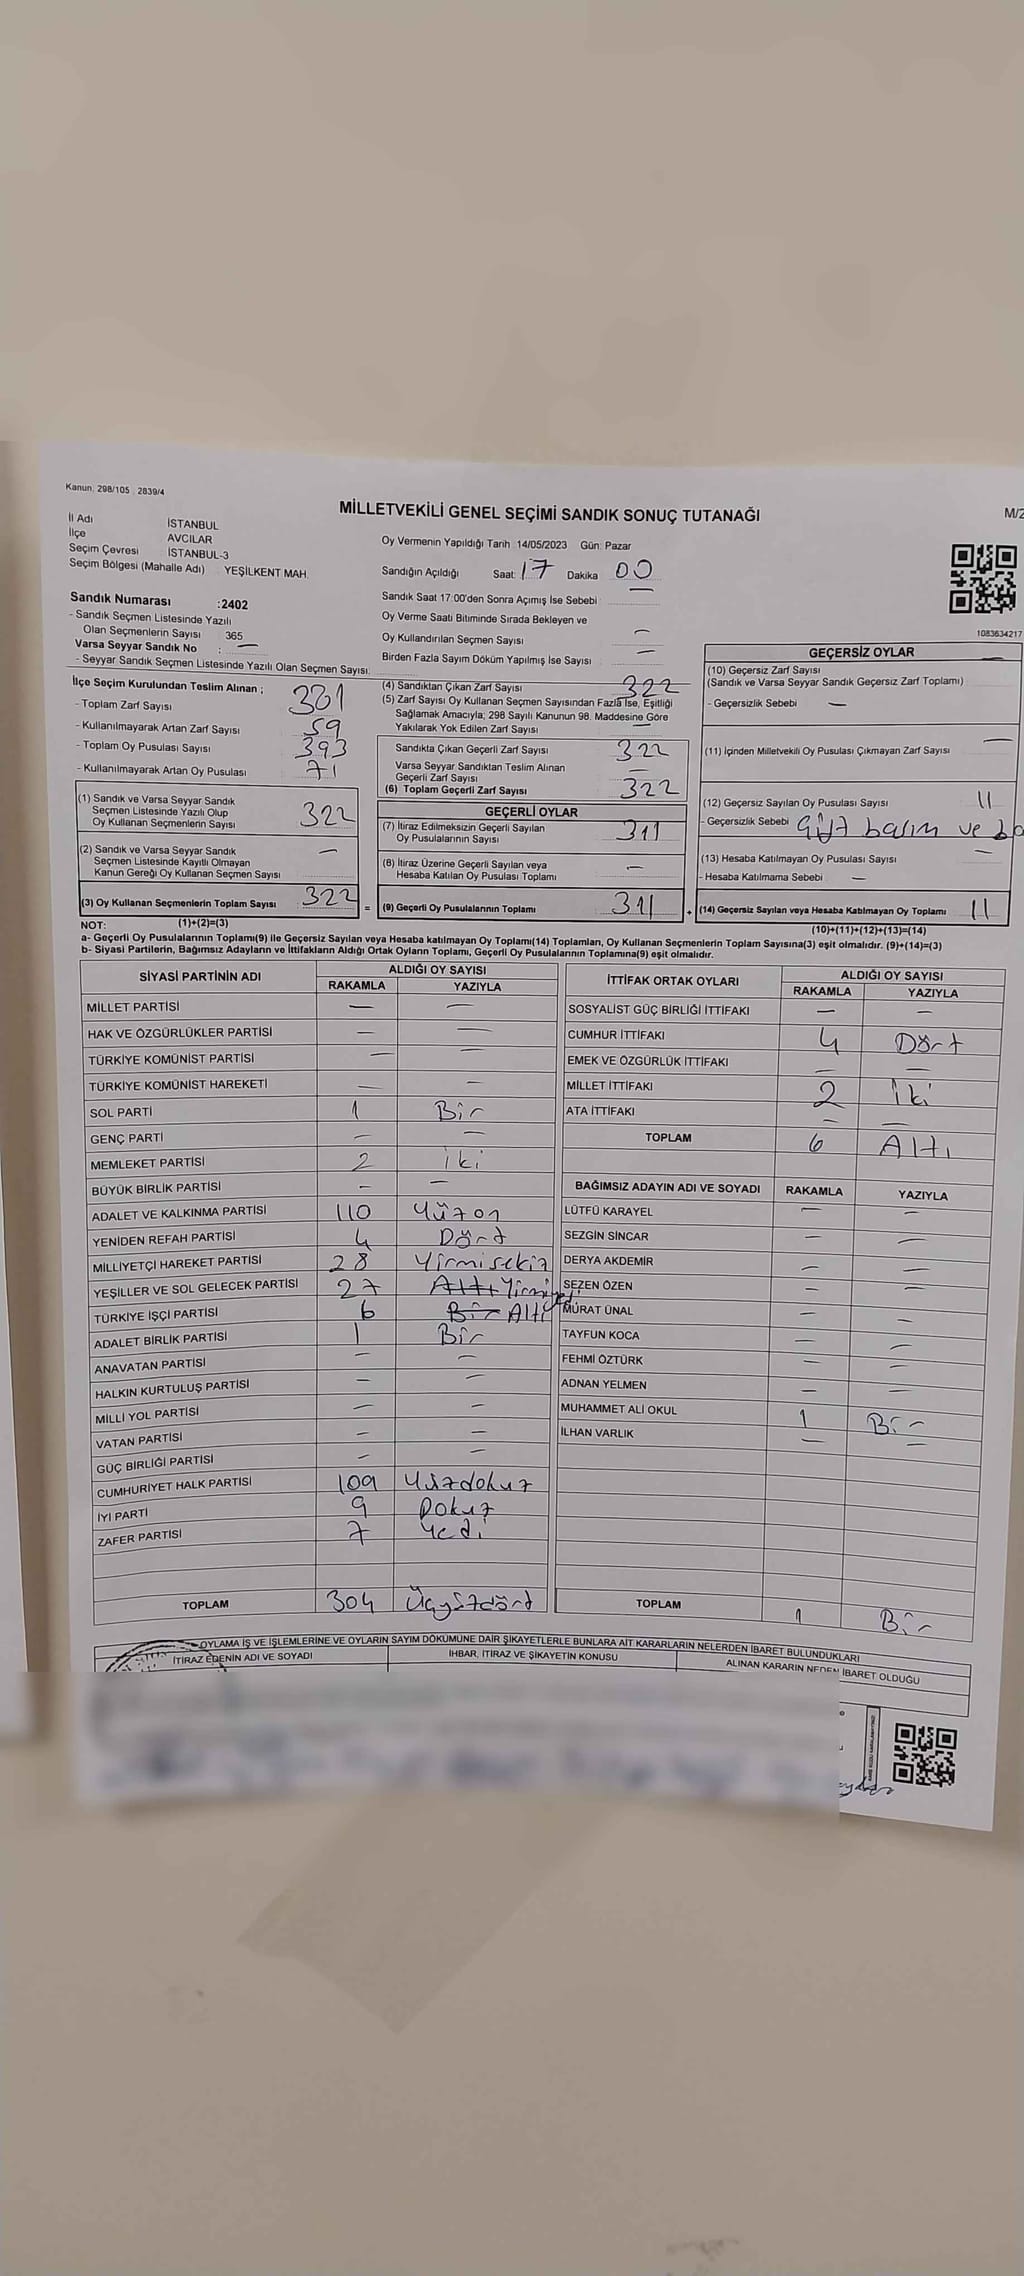 Kanun, 298/105 2839/4
MİLLETVEKİLİ GENEL SEÇİMİ SANDIK SONUÇ TUTANAĞI
İl Adı İSTANBUL
İlçe AVCILAR
Seçim Çevresi İSTANBUL-3
Seçim Bölgesi (Mahalle Adı) YEŞİLKENT MAH.
Oy Vermenin Yapıldığı Tarih 14/05/2023 Gün: Pazar
Sandığın Açıldığı Saat: 17 Dakika 00
Sandık Saat 17:00'den Sonra Açımış İse Sebebi —
Oy Verme Saati Bitiminde Sırada Bekleyen ve
Oy Kullandırılan Seçmen Sayısı —
Birden Fazla Sayım Döküm Yapılmış İse Sayısı —
1083634217
Sandık Numarası :2402
- Sandık Seçmen Listesinde Yazılı
Olan Seçmenlerin Sayısı 365
Varsa Seyyar Sandık No : —
- Seyyar Sandık Seçmen Listesinde Yazılı Olan Seçmen Sayısı:
İlçe Seçim Kurulundan Teslim Alınan ;
- Toplam Zarf Sayısı 381
- Kullanılmayarak Artan Zarf Sayısı 59
- Toplam Oy Pusulası Sayısı 393
- Kullanılmayarak Artan Oy Pusulası 71
(1) Sandık ve Varsa Seyyar Sandık
Seçmen Listesinde Yazılı Olup
Oy Kullanan Seçmenlerin Sayısı 322
(2) Sandık ve Varsa Seyyar Sandık
Seçmen Listesinde Kayıtlı Olmayan
Kanun Gereği Oy Kullanan Seçmen Sayısı —
(3) Oy Kullanan Seçmenlerin Toplam Sayısı 322 =
(1)+(2)=(3)
(4) Sandıktan Çıkan Zarf Sayısı 322
(5) Zarf Sayısı Oy Kullanan Seçmen Sayısından Fazla İse, Eşitliği
Sağlamak Amacıyla; 298 Sayılı Kanunun 98. Maddesine Göre
Yakılarak Yok Edilen Zarf Sayısı —
Sandıkta Çıkan Geçerli Zarf Sayısı 322
Varsa Seyyar Sandıktan Teslim Alınan
Geçerli Zarf Sayısı —
(6) Toplam Geçerli Zarf Sayısı 322
GEÇERLİ OYLAR
(7) İtiraz Edilmeksizin Geçerli Sayılan
Oy Pusulalarının Sayısı 311
(8) İtiraz Üzerine Geçerli Sayılan veya
Hesaba Katılan Oy Pusulası Toplamı —
(9) Geçerli Oy Pusulalarının Toplamı 311 +
GEÇERSİZ OYLAR
(10) Geçersiz Zarf Sayısı —
(Sandık ve Varsa Seyyar Sandık Geçersiz Zarf Toplamı)
- Geçersizlik Sebebi —
(11) İçinden Milletvekili Oy Pusulası Çıkmayan Zarf Sayısı —
(12) Geçersiz Sayılan Oy Pusulası Sayısı 11
- Geçersizlik Sebebi basım ve
(13) Hesaba Katılmayan Oy Pusulası Sayısı —
- Hesaba Katılmama Sebebi —
(14) Geçersiz Sayılan veya Hesaba Katılmayan Oy Toplamı 11
(10)+(11)+(12)+(13)=(14)
NOT:
a- Geçerli Oy Pusulalarının Toplamı(9) ile Geçersiz Sayılan veya Hesaba katılmayan Oy Toplamı(14) Toplamları, Oy Kullanan Seçmenlerin Toplam Sayısına(3) eşit olmalıdır. (9)+(14)=(3)
b- Siyasi Partilerin, Bağımsız Adayların ve İttifakların Aldığı Ortak Oyların Toplamı, Geçerli Oy Pusulalarının Toplamına(9) eşit olmalıdır.
SİYASİ PARTİNİN ADI ALDIĞI OY SAYISI
RAKAMLA YAZIYLA
MİLLET PARTİSİ — —
HAK VE ÖZGÜRLÜKLER PARTİSİ — —
TÜRKİYE KOMÜNİST PARTİSİ — —
TÜRKİYE KOMÜNİST HAREKETİ — —
SOL PARTİ 1 Bir
GENÇ PARTİ — —
MEMLEKET PARTİSİ 2 iki
BÜYÜK BİRLİK PARTİSİ — —
ADALET VE KALKINMA PARTİSİ 110 Yüzon
YENİDEN REFAH PARTİSİ 4 Dört
MİLLİYETÇİ HAREKET PARTİSİ 28 Yirmisekiz
YEŞİLLER VE SOL GELECEK PARTİSİ 27 Altı Yirmiyedi
TÜRKİYE İŞÇİ PARTİSİ 6 Bir Altı
ADALET BİRLİK PARTİSİ 1 Bir
ANAVATAN PARTİSİ — —
HALKIN KURTULUŞ PARTİSİ — —
MİLLİ YOL PARTİSİ — —
VATAN PARTİSİ — —
GÜÇ BİRLİĞİ PARTİSİ — —
CUMHURİYET HALK PARTİSİ 109 Yüzdokuz
İYİ PARTİ 9 Dokuz
ZAFER PARTİSİ 7 Yedi
TOPLAM 304 Üçyüzdört
İTTİFAK ORTAK OYLARI ALDIĞI OY SAYISI
RAKAMLA YAZIYLA
SOSYALİST GÜÇ BİRLİĞİ İTTİFAKI — —
CUMHUR İTTİFAKI 4 Dört
EMEK VE ÖZGÜRLÜK İTTİFAKI — —
MİLLET İTTİFAKI 2 İki
ATA İTTİFAKI — —
TOPLAM 6 Altı
BAĞIMSIZ ADAYIN ADI VE SOYADI RAKAMLA YAZIYLA
LÜTFÜ KARAYEL — —
SEZGİN SİNCAR — —
DERYA AKDEMİR — —
SEZEN ÖZEN — —
MURAT ÜNAL — —
TAYFUN KOCA — —
FEHMİ ÖZTÜRK — —
ADNAN YELMEN — —
MUHAMMET ALİ OKUL 1 Bir
İLHAN VARLIK — —
TOPLAM 1 Bir
OYLAMA İŞ VE İŞLEMLERİNE VE OYLARIN SAYIM DÖKÜMÜNE DAİR ŞİKAYETLERLE BUNLARA AİT KARARLARIN NELERDEN İBARET BULUNDUKLARI
İTİRAZ EDENİN ADI VE SOYADI İHBAR, İTİRAZ VE ŞİKAYETİN KONUSU ALINAN KARARIN NEDEN İBARET OLDUĞU